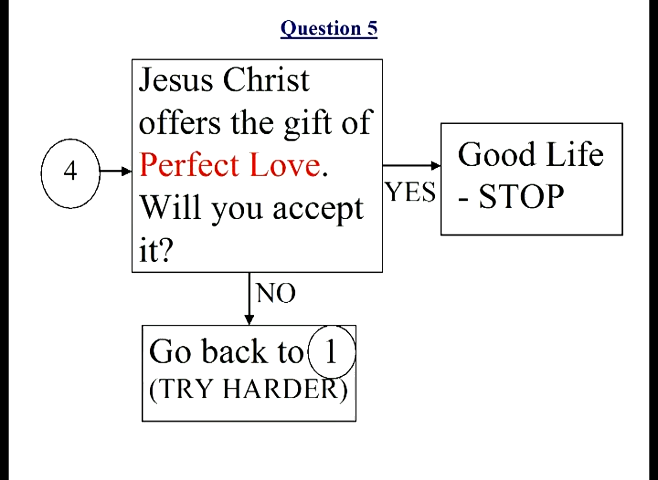 Question 5
4
Jesus Christ
offers the gift of
Perfect Love.
Will you accept
it?
YES
Good Life
- STOP
NO
Go back to 1
(TRY HARDER)